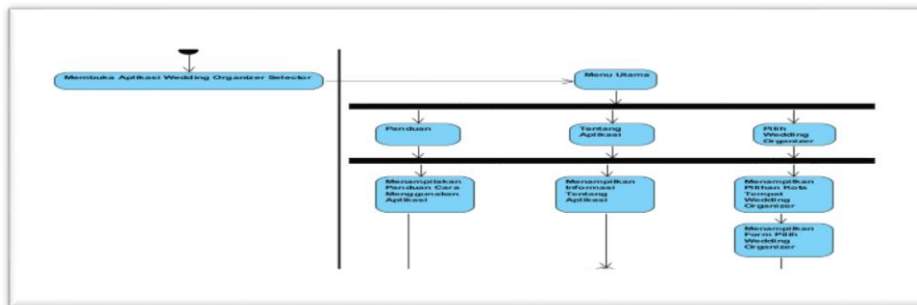 Membuka Aplikasi Wedding Organizer Selector
Menu Utama
Panduan
Tentang
Aplikasi
Pilih
Wedding
Organizer
Menampilakan
Panduan Cara
Menggunakan
Aplikasi
Menampilkan
Informasi
Tentang
Aplikasi
Menampilkan
Pilihan Kota
Tempat
Wedding
Organizer
Menampilkan
Form Pilih
Wedding
Organizer